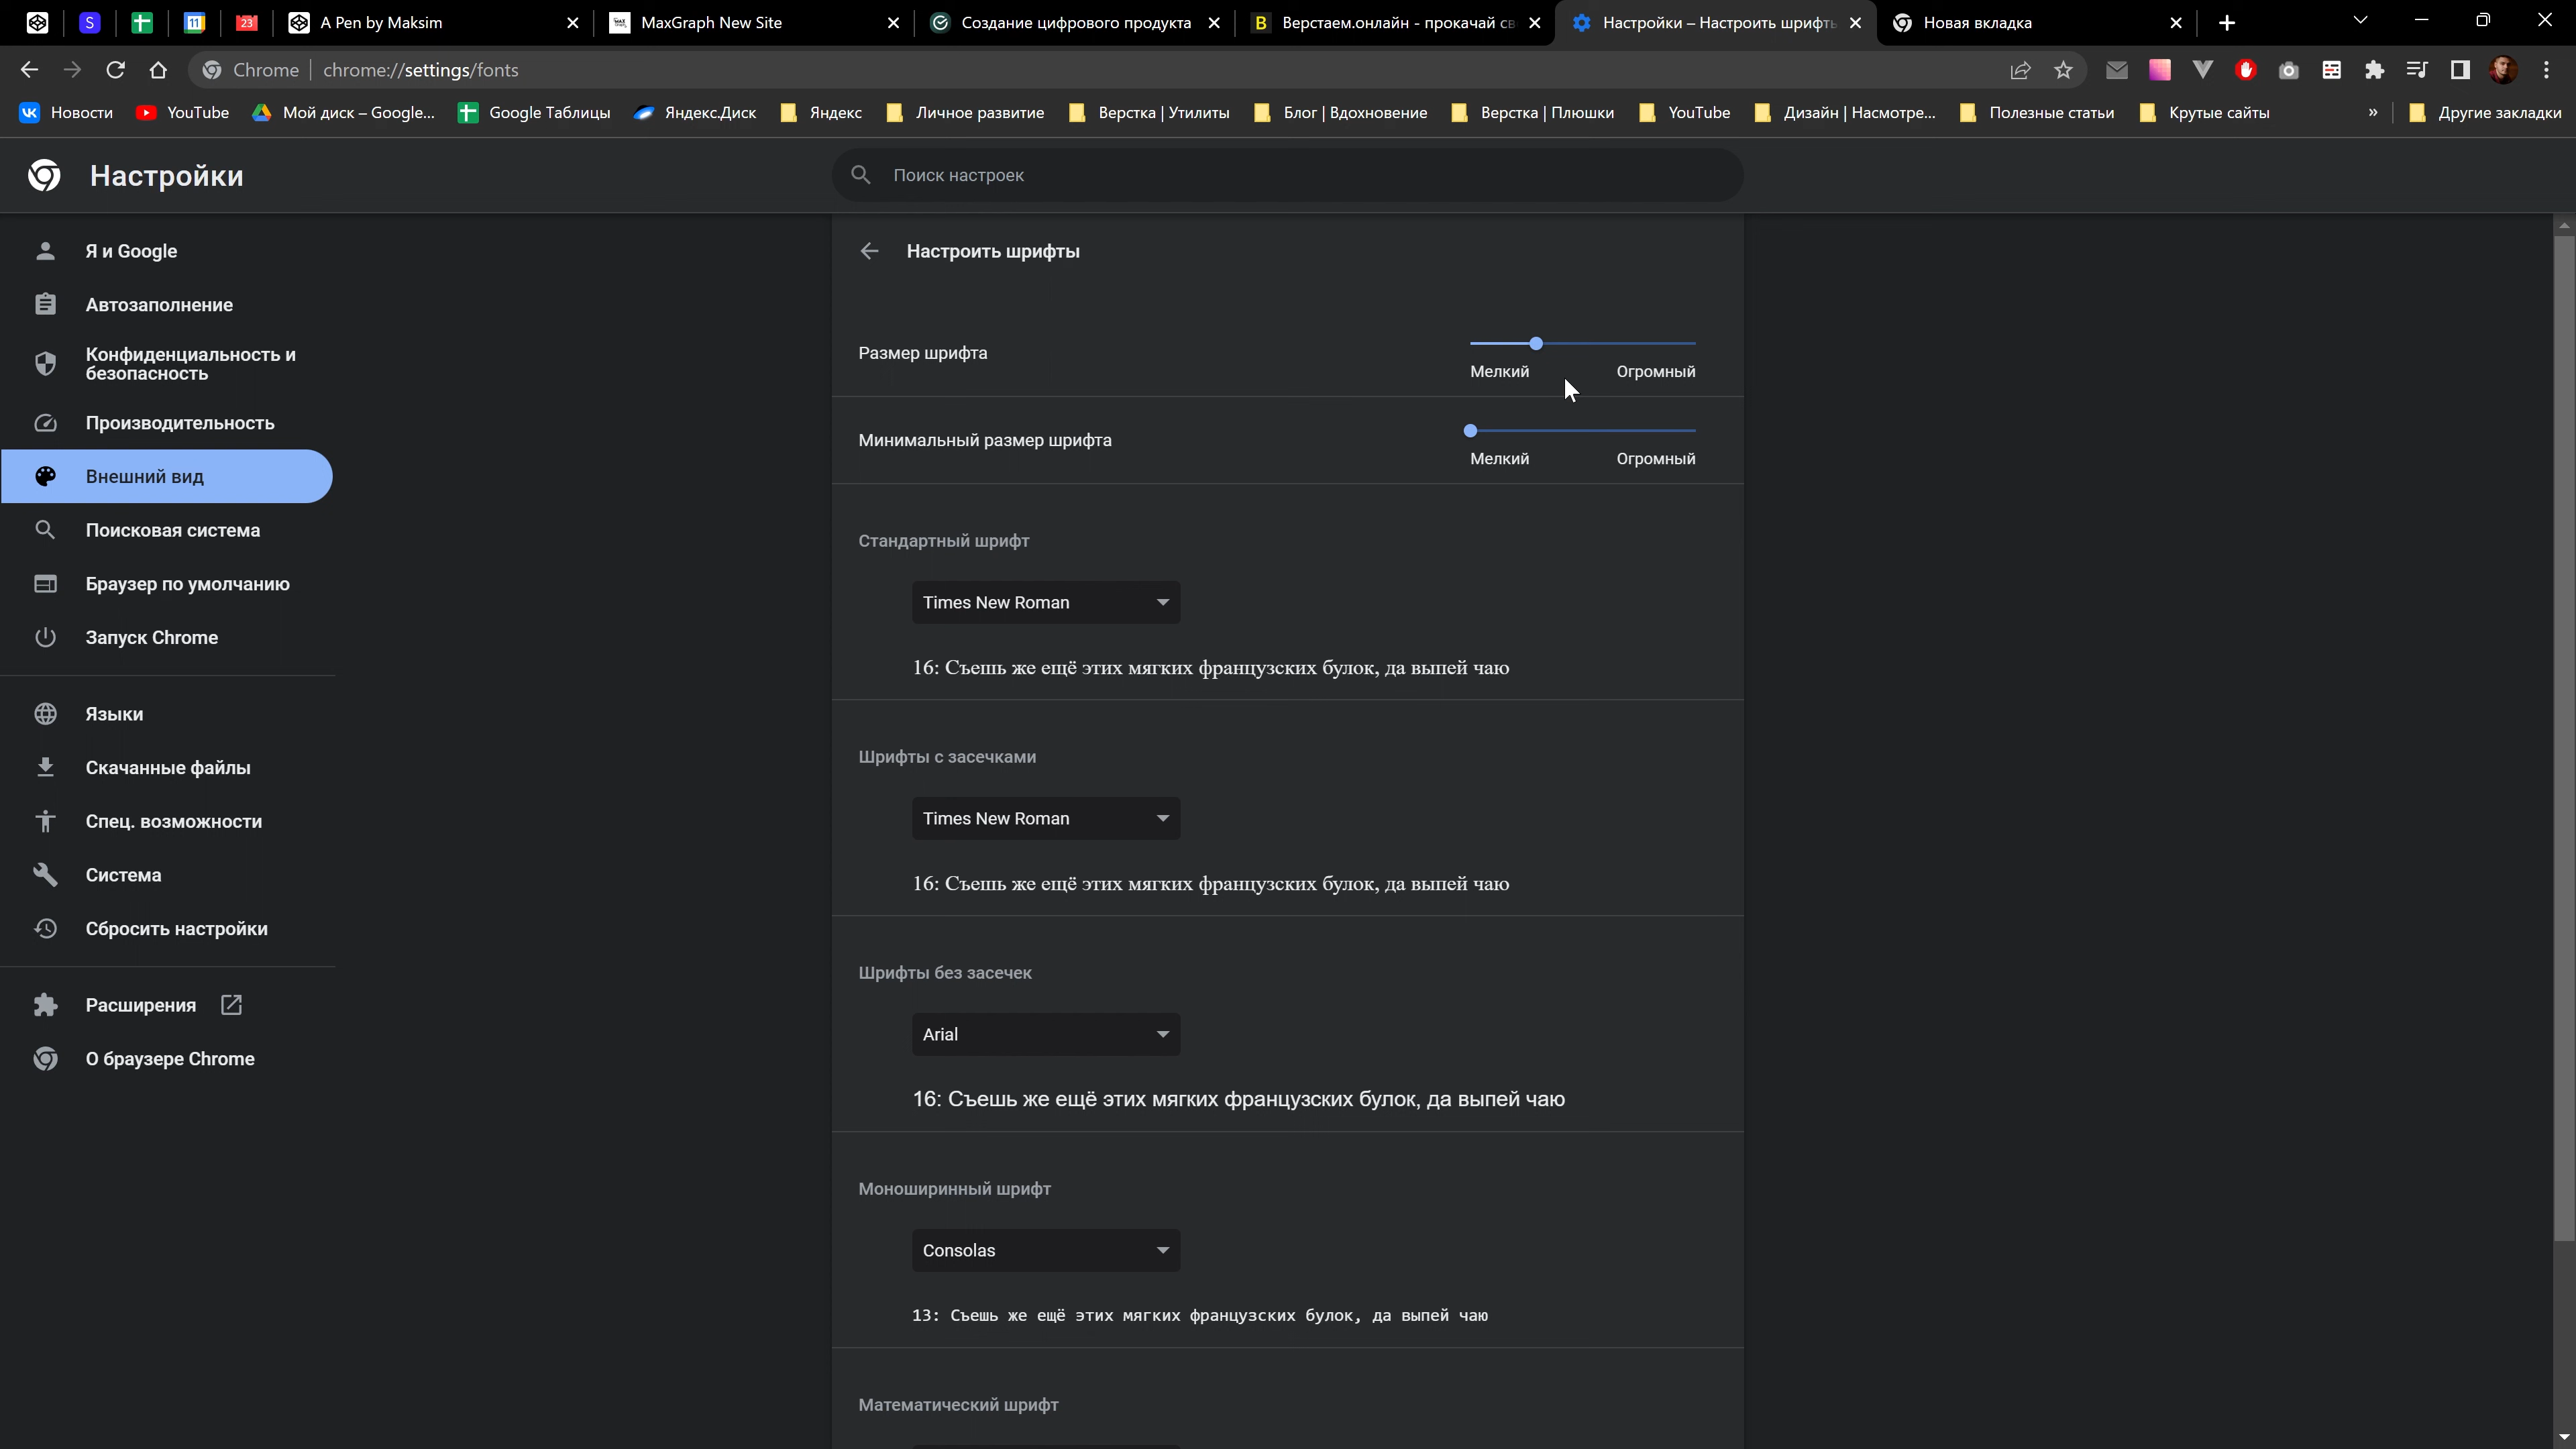 S
11
23
A Pen by Maksim
MaxGraph New Site
Создание цифрового продукта
B Верстаем.онлайн - прокачай св
Настройки – Настроить шрифты
Новая вкладка
Chrome | chrome://settings/fonts
Новости
YouTube
Мой диск – Google...
Google Таблицы
Яндекс.Диск
Яндекс
Личное развитие
Верстка | Утилиты
Блог | Вдохновение
Верстка | Плюшки
YouTube
Дизайн | Насмотре...
Полезные статьи
Крутые сайты
»
Другие закладки
Настройки
Поиск настроек
Я и Google
Автозаполнение
Конфиденциальность и
безопасность
Производительность
Внешний вид
Поисковая система
Браузер по умолчанию
Запуск Chrome
Языки
Скачанные файлы
Спец. возможности
Система
Сбросить настройки
Расширения
О браузере Chrome
Настроить шрифты
Размер шрифта
Мелкий Огромный
Минимальный размер шрифта
Мелкий Огромный
Стандартный шрифт
Times New Roman
16: Съешь же ещё этих мягких французских булок, да выпей чаю
Шрифты с засечками
Times New Roman
16: Съешь же ещё этих мягких французских булок, да выпей чаю
Шрифты без засечек
Arial
16: Съешь же ещё этих мягких французских булок, да выпей чаю
Моноширинный шрифт
Consolas
13: Съешь же ещё этих мягких французских булок, да выпей чаю
Математический шрифт